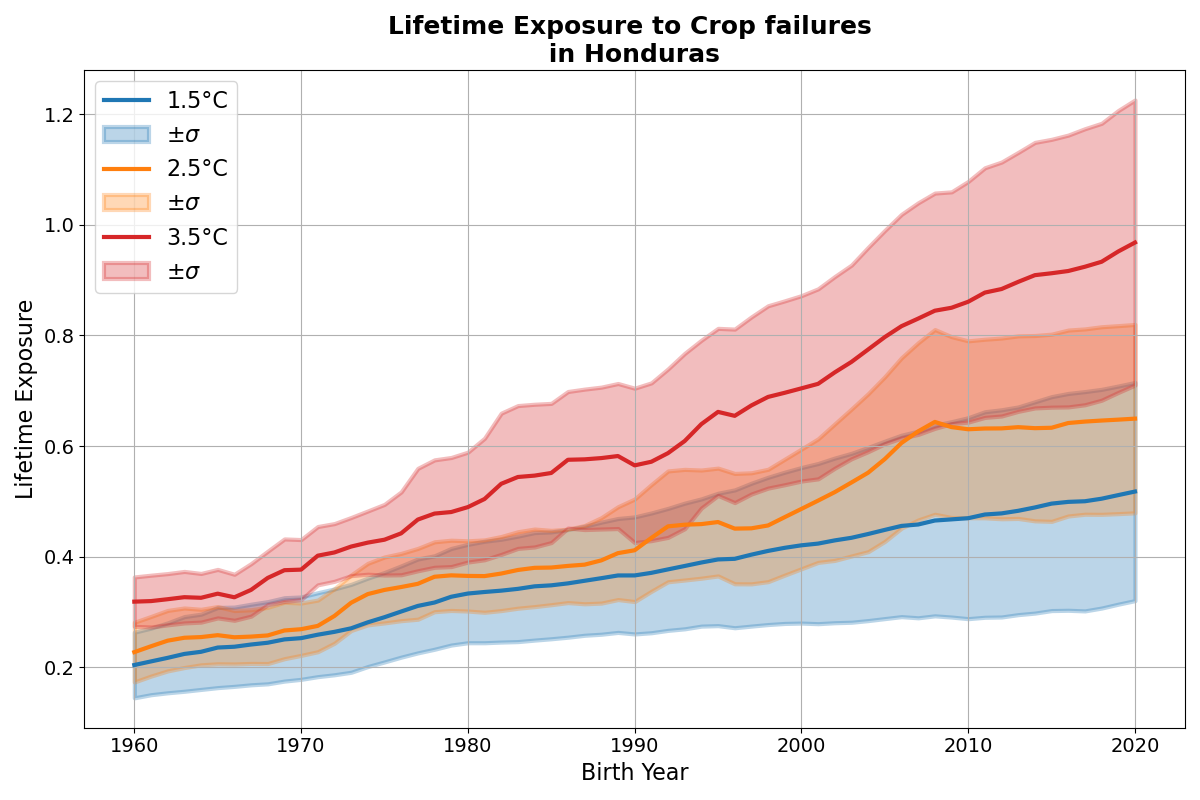 Lifetime Exposure to Crop failures
in Honduras
1.5°C
±σ
2.5°C
±σ
3.5°C
±σ
Lifetime Exposure
1.2
1.0
0.8
0.6
0.4
0.2
1960 1970 1980 1990 2000 2010 2020
Birth Year